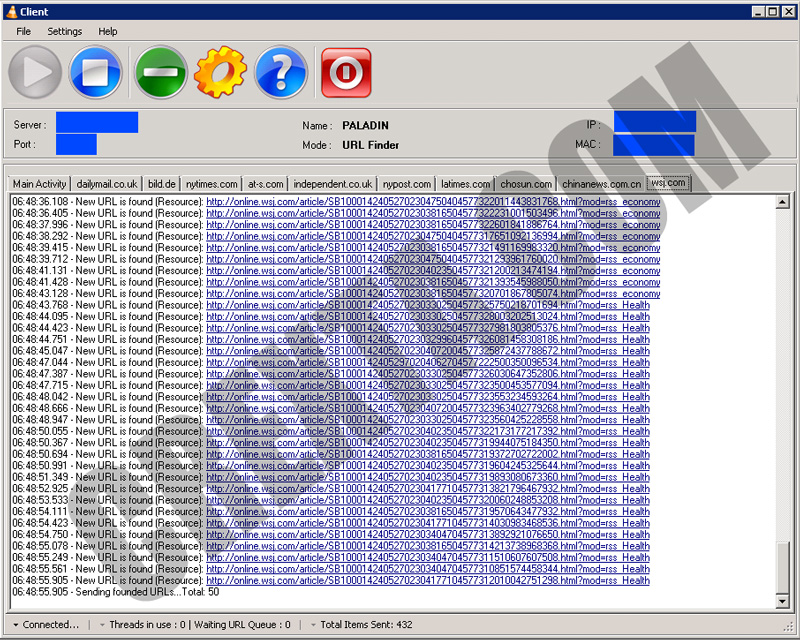 Client
File Settings Help
Server : Name : PALADIN IP :
Port : Mode : URL Finder MAC :
Main Activity dailymail.co.uk bild.de nytimes.com at-s.com independent.co.uk nypost.com latimes.com chosun.com chinanews.com.cn wsj.com
06:48:36.108 - New URL is found (Resource): http://online.wsj.com/article/SB10001424052702304750404577322011443831768.html?mod=rss_economy
06:48:36.405 - New URL is found (Resource): http://online.wsj.com/article/SB10001424052702303816504577322231001503496.html?mod=rss_economy
06:48:37.996 - New URL is found (Resource): http://online.wsj.com/article/SB10001424052702303816504577322601841886764.html?mod=rss_economy
06:48:38.292 - New URL is found (Resource): http://online.wsj.com/article/SB10001424052702304750404577317651092136994.html?mod=rss_economy
06:48:39.415 - New URL is found (Resource): http://online.wsj.com/article/SB10001424052702303816504577321491169983320.html?mod=rss_economy
06:48:39.712 - New URL is found (Resource): http://online.wsj.com/article/SB10001424052702304750404577321293961760020.html?mod=rss_economy
06:48:41.131 - New URL is found (Resource): http://online.wsj.com/article/SB10001424052702304023504577321200213474194.html?mod=rss_economy
06:48:41.428 - New URL is found (Resource): http://online.wsj.com/article/SB10001424052702303816504577321393545988050.html?mod=rss_economy
06:48:43.128 - New URL is found (Resource): http://online.wsj.com/article/SB10001424052702303816504577320701867805074.html?mod=rss_economy
06:48:43.768 - New URL is found (Resource): http://online.wsj.com/article/SB10001424052702303302504577325750218701694.html?mod=rss_Health
06:48:44.095 - New URL is found (Resource): http://online.wsj.com/article/SB10001424052702303302504577328003202513024.html?mod=rss_Health
06:48:44.423 - New URL is found (Resource): http://online.wsj.com/article/SB10001424052702303302504577327981803805376.html?mod=rss_Health
06:48:44.751 - New URL is found (Resource): http://online.wsj.com/article/SB10001424052702303299604577326081458308186.html?mod=rss_Health
06:48:45.047 - New URL is found (Resource): http://online.wsj.com/article/SB10001424052702304072004577325872437788672.html?mod=rss_Health
06:48:47.044 - New URL is found (Resource): http://online.wsj.com/article/SB10001424052970204062704577222500350096534.html?mod=rss_Health
06:48:47.387 - New URL is found (Resource): http://online.wsj.com/article/SB10001424052702303302504577326030647352806.html?mod=rss_Health
06:48:47.715 - New URL is found (Resource): http://online.wsj.com/article/SB10001424052702303302504577323500453577094.html?mod=rss_Health
06:48:48.042 - New URL is found (Resource): http://online.wsj.com/article/SB10001424052702303302504577323553234593264.html?mod=rss_Health
06:48:48.666 - New URL is found (Resource): http://online.wsj.com/article/SB10001424052702304072004577323963402779268.html?mod=rss_Health
06:48:48.947 - New URL is found (Resource): http://online.wsj.com/article/SB10001424052702303302504577323560425228558.html?mod=rss_Health
06:48:50.055 - New URL is found (Resource): http://online.wsj.com/article/SB10001424052702304023504577322173177217392.html?mod=rss_Health
06:48:50.367 - New URL is found (Resource): http://online.wsj.com/article/SB10001424052702304023504577319944075184350.html?mod=rss_Health
06:48:50.694 - New URL is found (Resource): http://online.wsj.com/article/SB10001424052702303816504577319372702722002.html?mod=rss_Health
06:48:50.991 - New URL is found (Resource): http://online.wsj.com/article/SB10001424052702304023504577319604245325644.html?mod=rss_Health
06:48:51.349 - New URL is found (Resource): http://online.wsj.com/article/SB10001424052702304023504577319893080673360.html?mod=rss_Health
06:48:52.925 - New URL is found (Resource): http://online.wsj.com/article/SB10001424052702304177104577313821796467932.html?mod=rss_Health
06:48:53.533 - New URL is found (Resource): http://online.wsj.com/article/SB10001424052702304023504577320060248853208.html?mod=rss_Health
06:48:54.111 - New URL is found (Resource): http://online.wsj.com/article/SB10001424052702303816504577319570643477932.html?mod=rss_Health
06:48:54.423 - New URL is found (Resource): http://online.wsj.com/article/SB10001424052702304177104577314030983468536.html?mod=rss_Health
06:48:54.750 - New URL is found (Resource): http://online.wsj.com/article/SB10001424052702303404704577313892921076650.html?mod=rss_Health
06:48:55.078 - New URL is found (Resource): http://online.wsj.com/article/SB10001424052702303816504577314213738968368.html?mod=rss_Health
06:48:55.249 - New URL is found (Resource): http://online.wsj.com/article/SB10001424052702303404704577311510607607508.html?mod=rss_Health
06:48:55.561 - New URL is found (Resource): http://online.wsj.com/article/SB10001424052702303404704577310851574458344.html?mod=rss_Health
06:48:55.905 - New URL is found (Resource): http://online.wsj.com/article/SB10001424052702304177104577312010042751298.html?mod=rss_Health
06:48:55.905 - Sending founded URLs...Total: 50
Connected... | Threads in use : 0 | Waiting URL Queue : 0 | Total Items Sent: 432